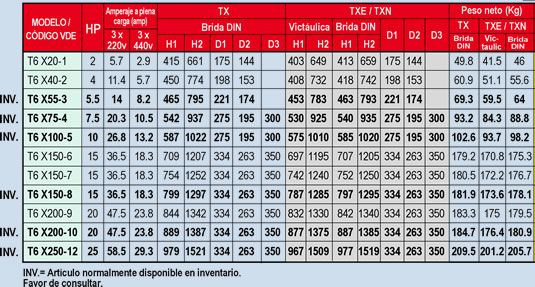 MODELO / CÓDIGO VDE HP Amperaje a plena carga (amp) TX TXE / TXN Peso neto (Kg)
3 x 220v 3 x 440v Brida DIN Victáulica Brida DIN TX Brida DIN TXE / TXN Vic-taulic Brida DIN
H1 H2 D1 D2 D3 H1 H2 H1 H2 D1 D2 D3
T6 X20-1 2 5.7 2.9 415 661 175 144 403 649 413 659 175 144 49.8 41.5 46
T6 X40-2 4 11.4 5.7 450 774 198 153 408 732 418 742 198 153 60.9 51.1 55.6
INV. T6 X55-3 5.5 14 8.2 465 795 221 174 453 783 463 793 221 174 69.3 59.5 64
INV. T6 X75-4 7.5 20.3 10.5 542 937 275 195 300 530 925 540 935 275 195 300 93.2 84.3 88.8
INV. T6 X100-5 10 26.8 13.2 587 1022 275 195 300 575 1010 585 1020 275 195 300 102.6 93.7 98.2
T6 X150-6 15 36.5 18.3 709 1207 334 263 350 697 1195 707 1205 334 263 350 179.2 170.8 175.3
T6 X150-7 15 36.5 18.3 754 1252 334 263 350 742 1240 752 1250 334 263 350 180.5 172.2 176.7
INV. T6 X150-8 15 36.5 18.3 799 1297 334 263 350 787 1285 797 1295 334 263 350 181.9 173.6 178.1
T6 X200-9 20 47.5 23.8 844 1342 334 263 350 832 1330 842 1340 334 263 350 183.3 175 179.5
INV. T6 X200-10 20 47.5 23.8 889 1387 334 263 350 877 1375 887 1385 334 263 350 184.7 176.4 180.9
INV. T6 X250-12 25 58.5 29.3 979 1521 334 263 350 967 1509 977 1519 334 263 350 209.5 201.2 205.7
INV.= Articulo normalmente disponible en inventario.
Favor de consultar.